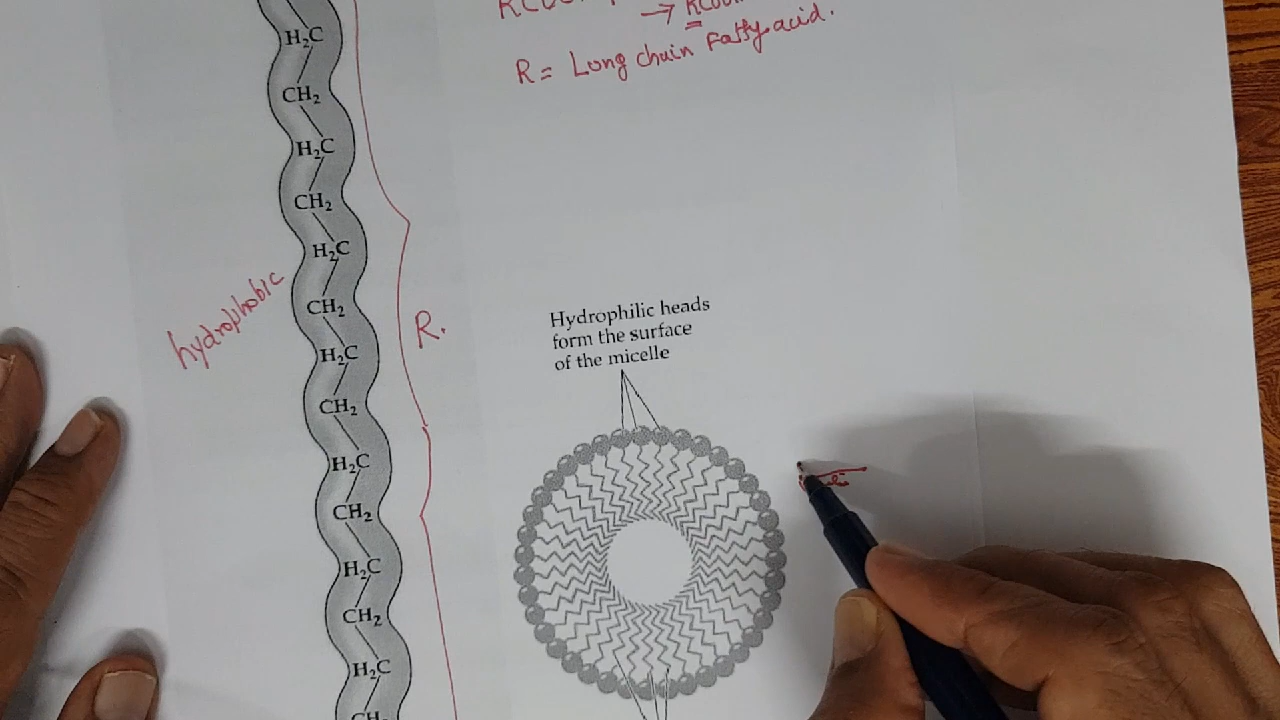 H₂C
CH₂
H₂C
CH₂
H₂C
CH₂
H₂C
CH₂
H₂C
CH₂
H₂C
CH₂
H₂C
R = Long chain Fatty acid.
hydrophobic
R.
Hydrophilic heads
form the surface
of the micelle